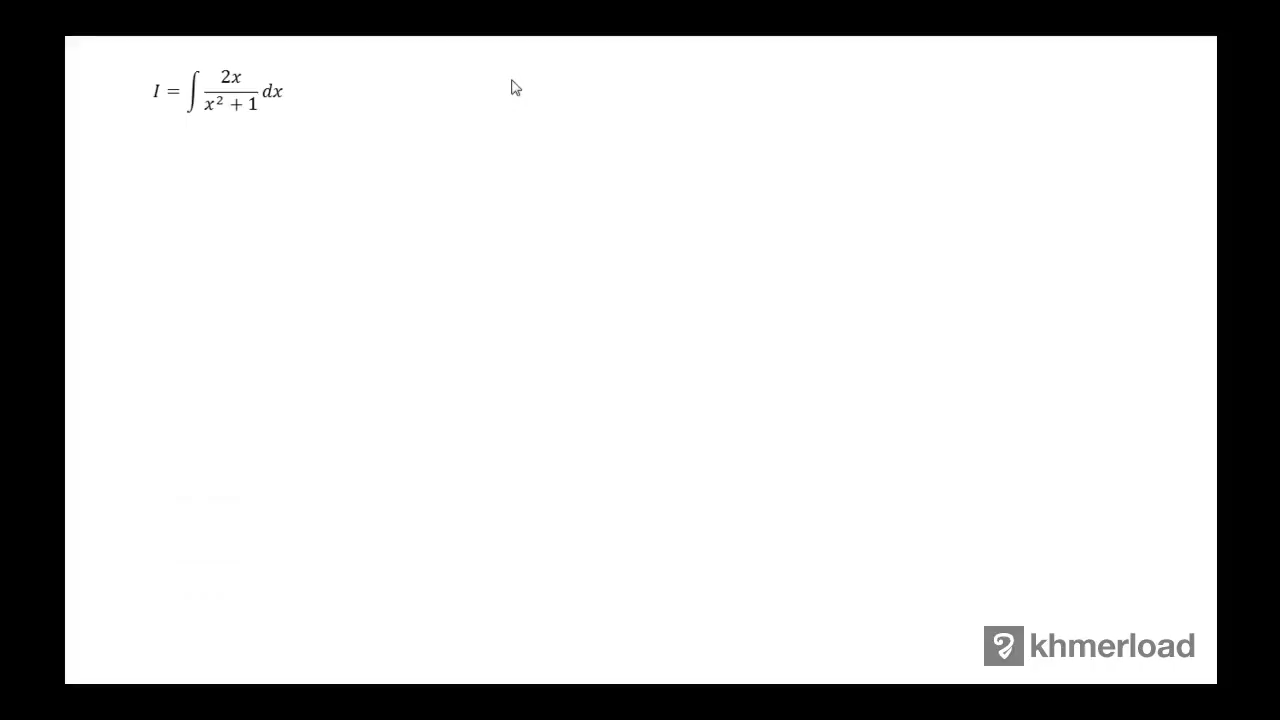 I = ∫ 2x / (x² + 1) dx
khmerload